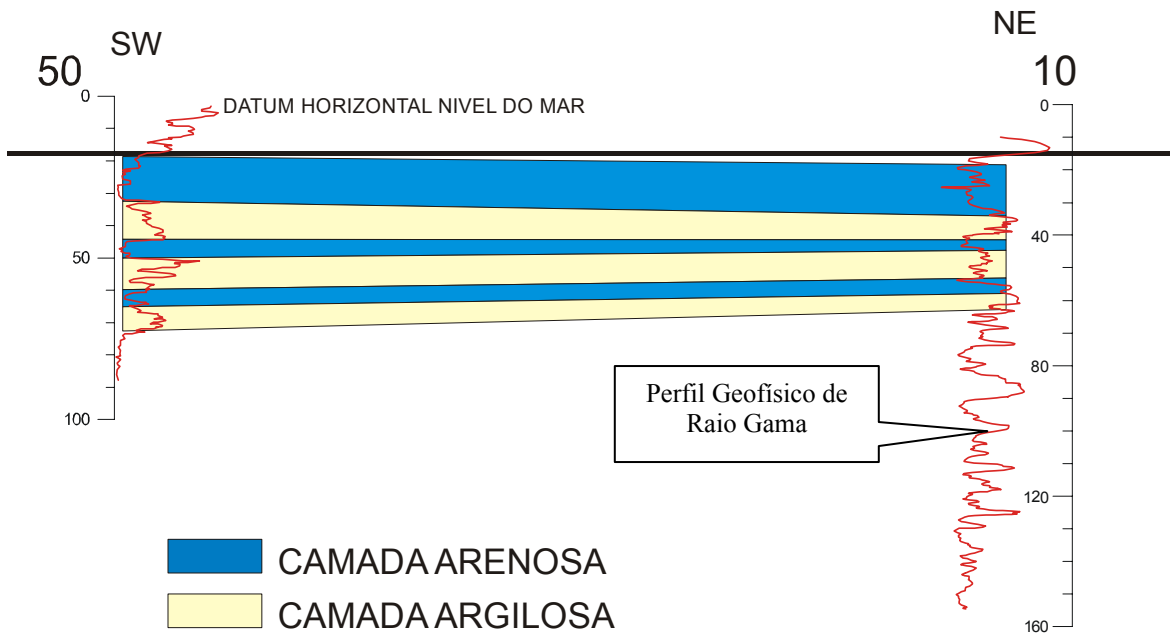 SW
NE
50
10
0
DATUM HORIZONTAL NIVEL DO MAR
0
50
40
80
100
120
160
Perfil Geofísico de
Raio Gama
CAMADA ARENOSA
CAMADA ARGILOSA